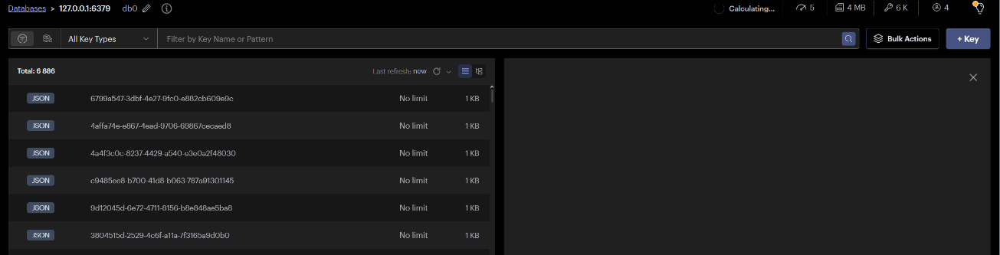 Databases > 127.0.0.1:6379 db0 Calculating... 5 4 MB 6 K 4
All Key Types Filter by Key Name or Pattern Bulk Actions + Key
Total: 6 886 Last refresh: now
JSON 6799a547-3dbf-4e27-9fc0-e882cb609e9c No limit 1 KB
JSON 4affa74e-e867-4ead-9706-69867cecaed8 No limit 1 KB
JSON 4a4f3c0c-8237-4429-a540-e3e0a2f48030 No limit 1 KB
JSON c9485ee8-b700-41d8-b063-787a91301145 No limit 1 KB
JSON 9d12045d-6e72-4711-8156-b8e848ae5ba8 No limit 1 KB
JSON 3804515d-2529-4c6f-a11a-7f3165a9d0b0 No limit 1 KB